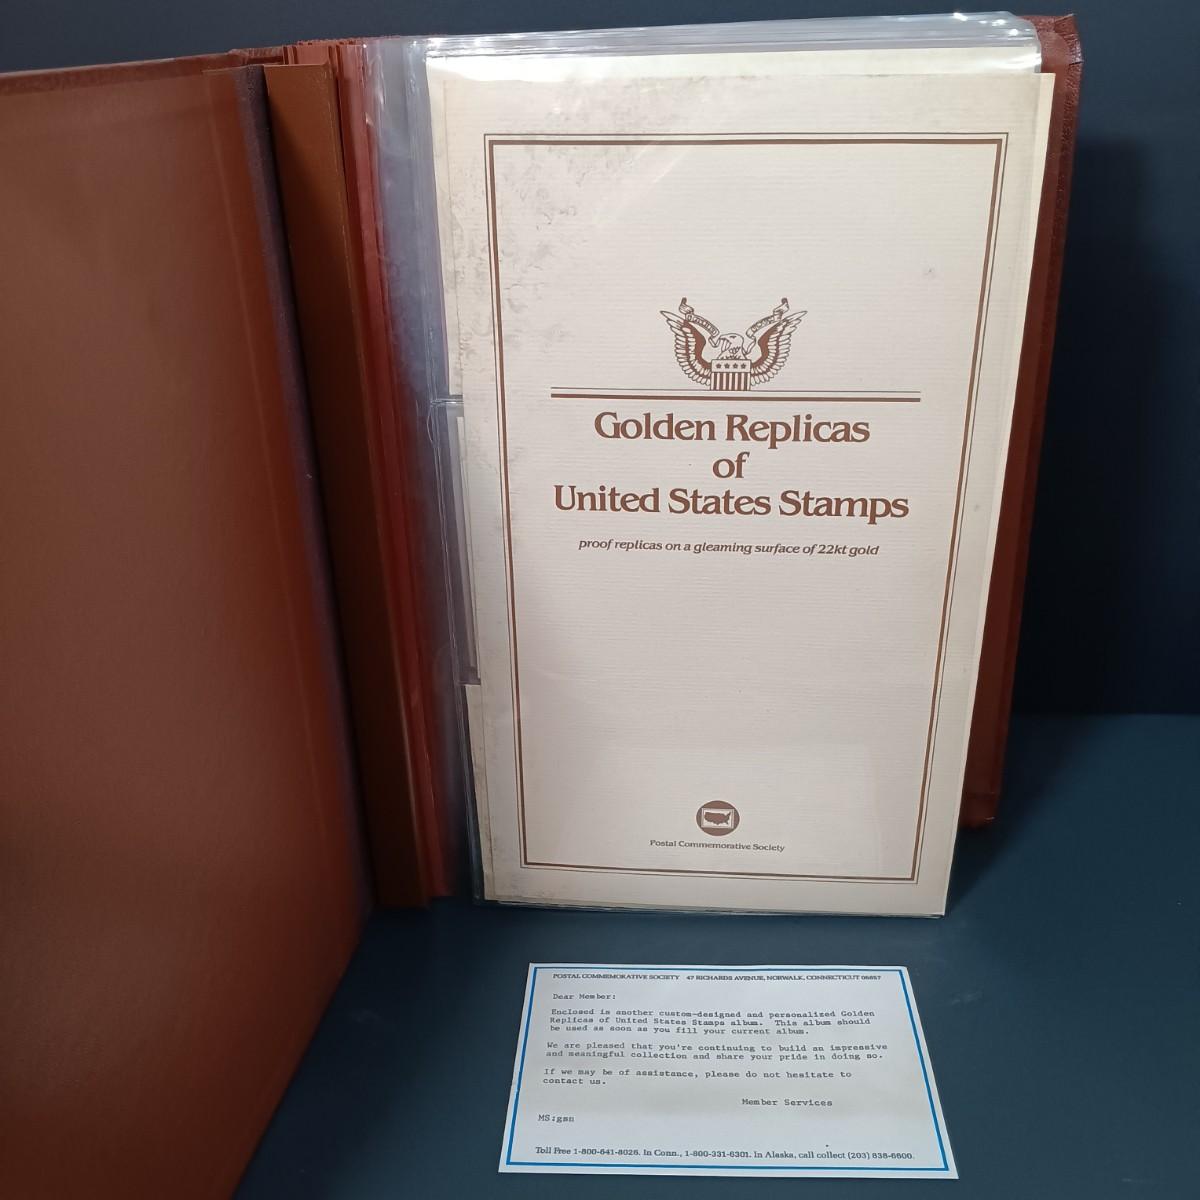 Golden Replicas
of
United States Stamps
proof replicas on a gleaming surface of 22kt gold
Postal Commemorative Society
POSTAL COMMEMORATIVE SOCIETY 47 RICHARDS AVENUE, NORWALK, CONNECTICUT 06857
Dear Member:
Enclosed is another custom-designed and personalized Golden
Replicas of United States Stamps album. This album should
be used as soon as you fill your current album.
We are pleased that you're continuing to build an impressive
and meaningful collection and share your pride in doing so.
If we may be of assistance, please do not hesitate to
contact us.
Member Services
MS:gmn
Toll Free 1-800-641-8026. In Conn., 1-800-331-6301. In Alaska, call collect (203) 838-6600.